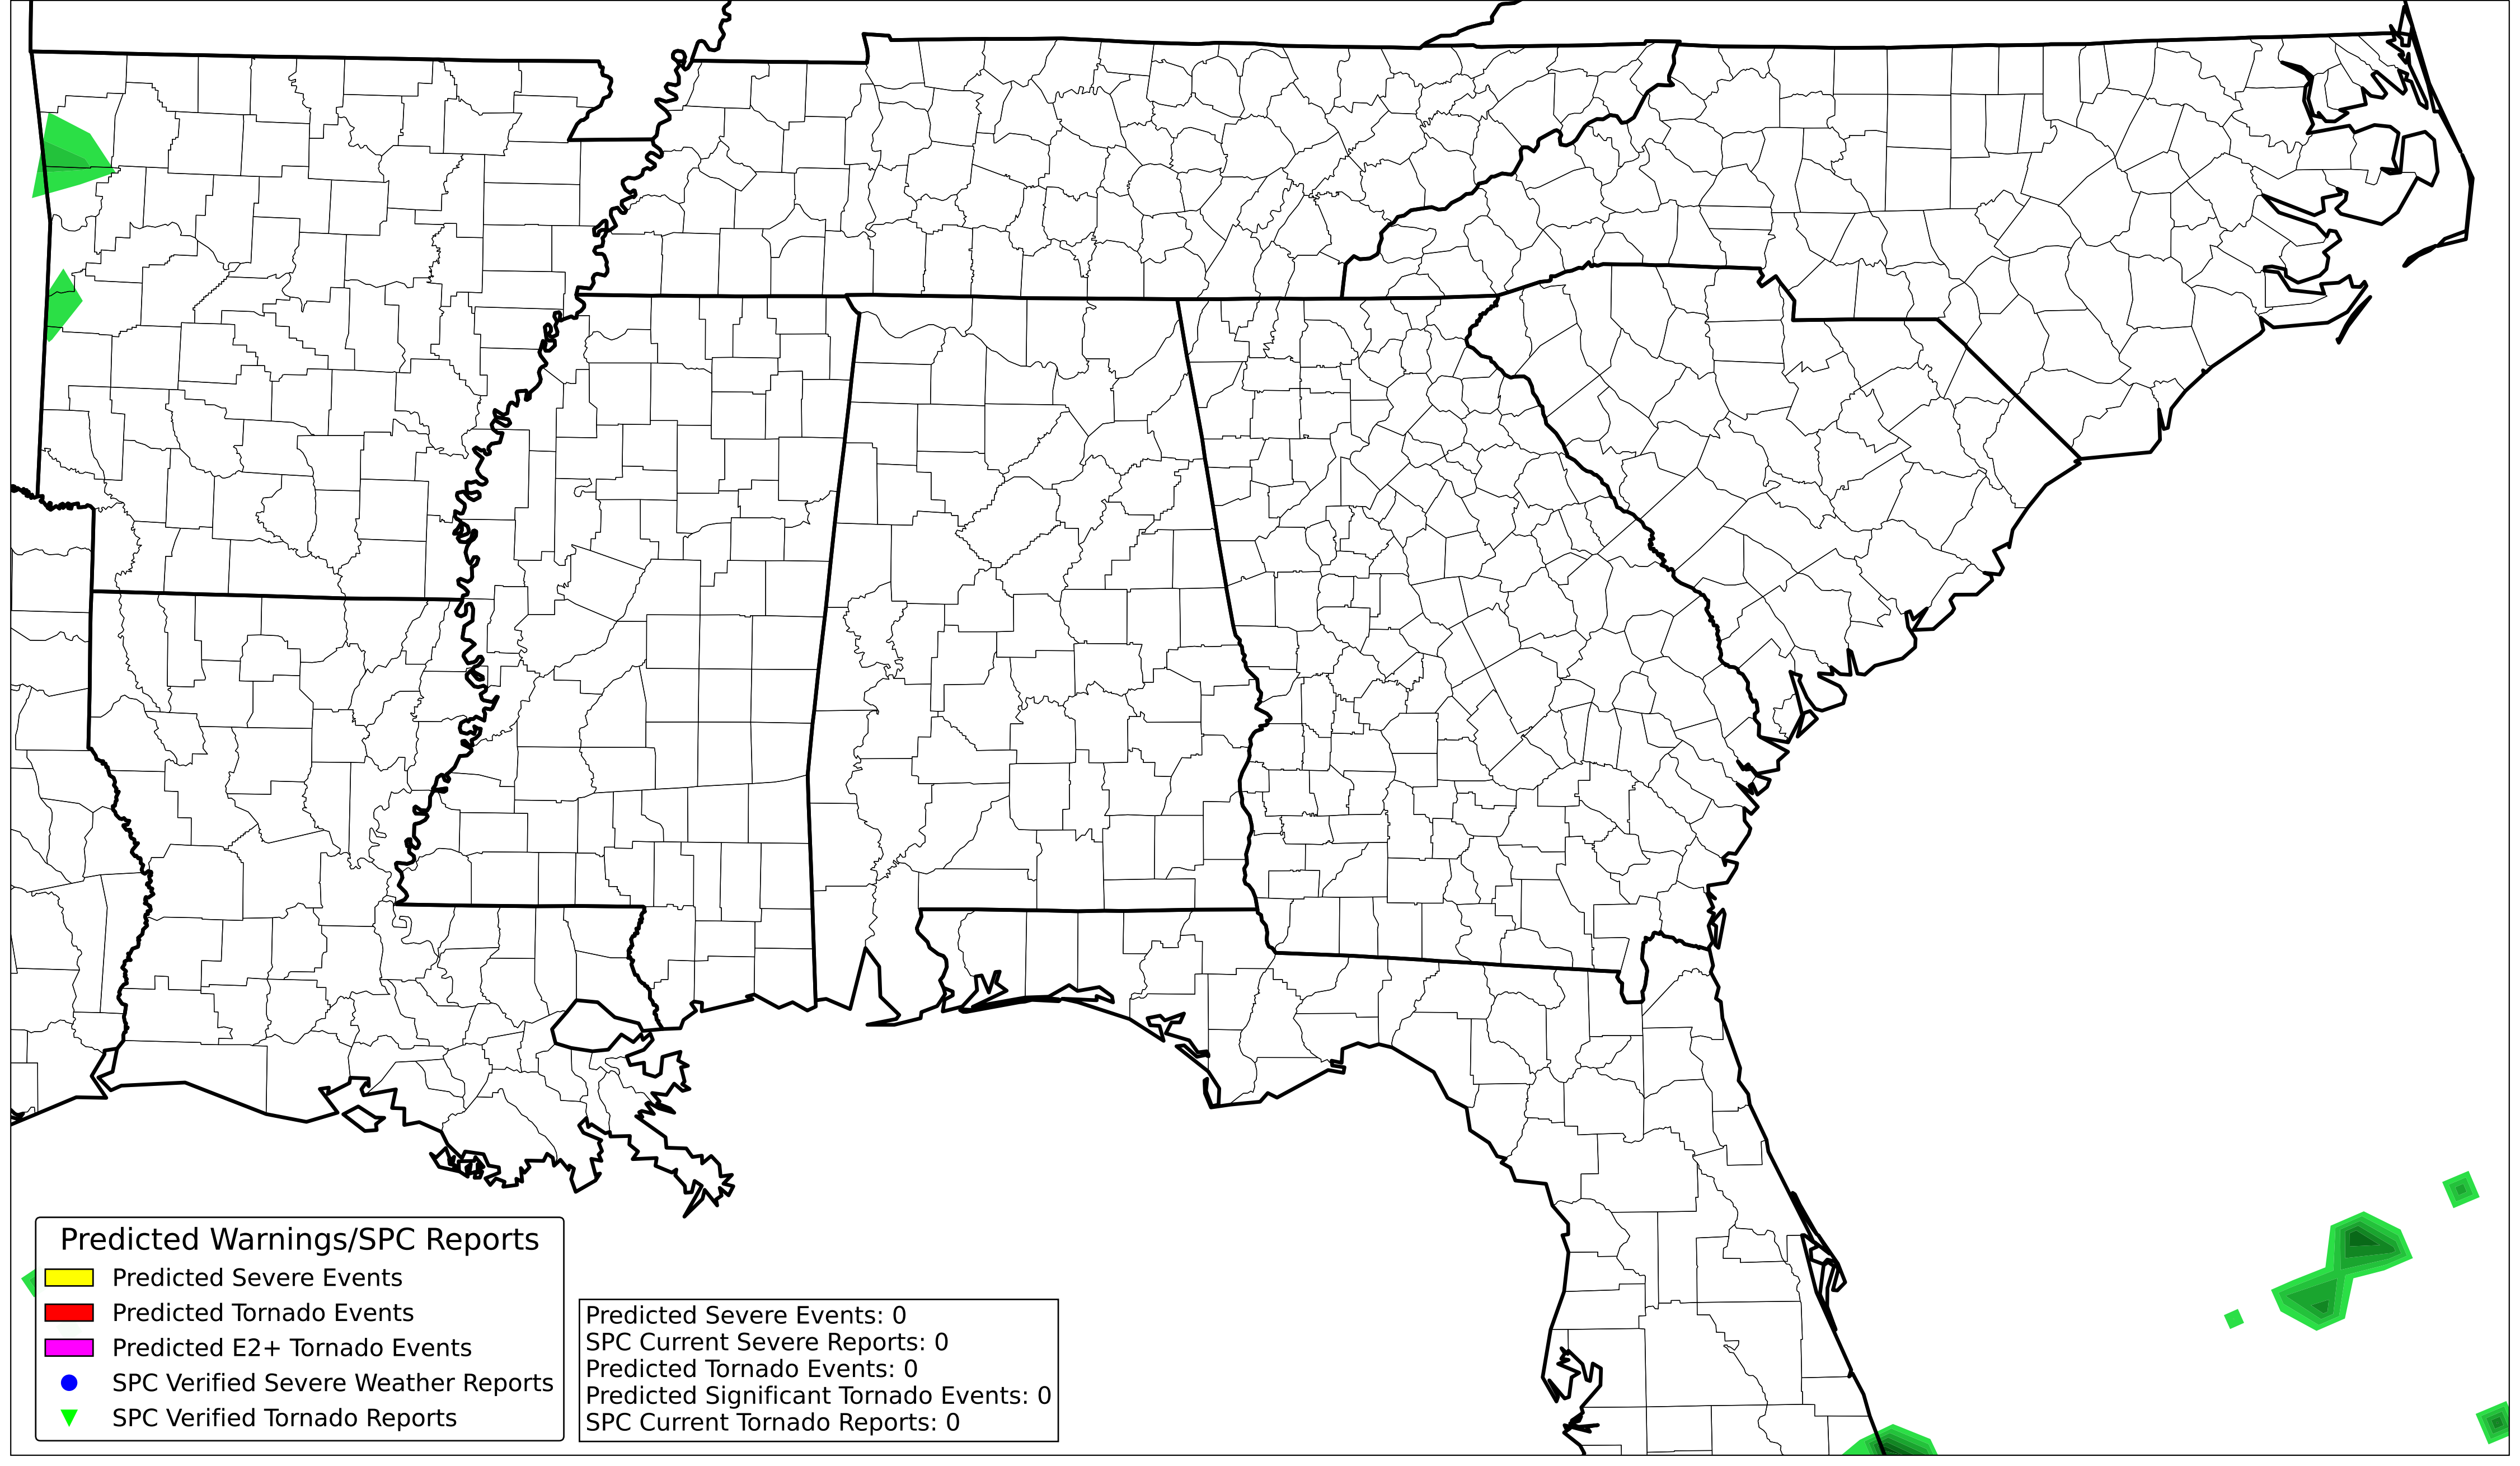 Predicted Warnings/SPC Reports
Predicted Severe Events
Predicted Tornado Events
Predicted E2+ Tornado Events
SPC Verified Severe Weather Reports
SPC Verified Tornado Reports
Predicted Severe Events: 0
SPC Current Severe Reports: 0
Predicted Tornado Events: 0
Predicted Significant Tornado Events: 0
SPC Current Tornado Reports: 0